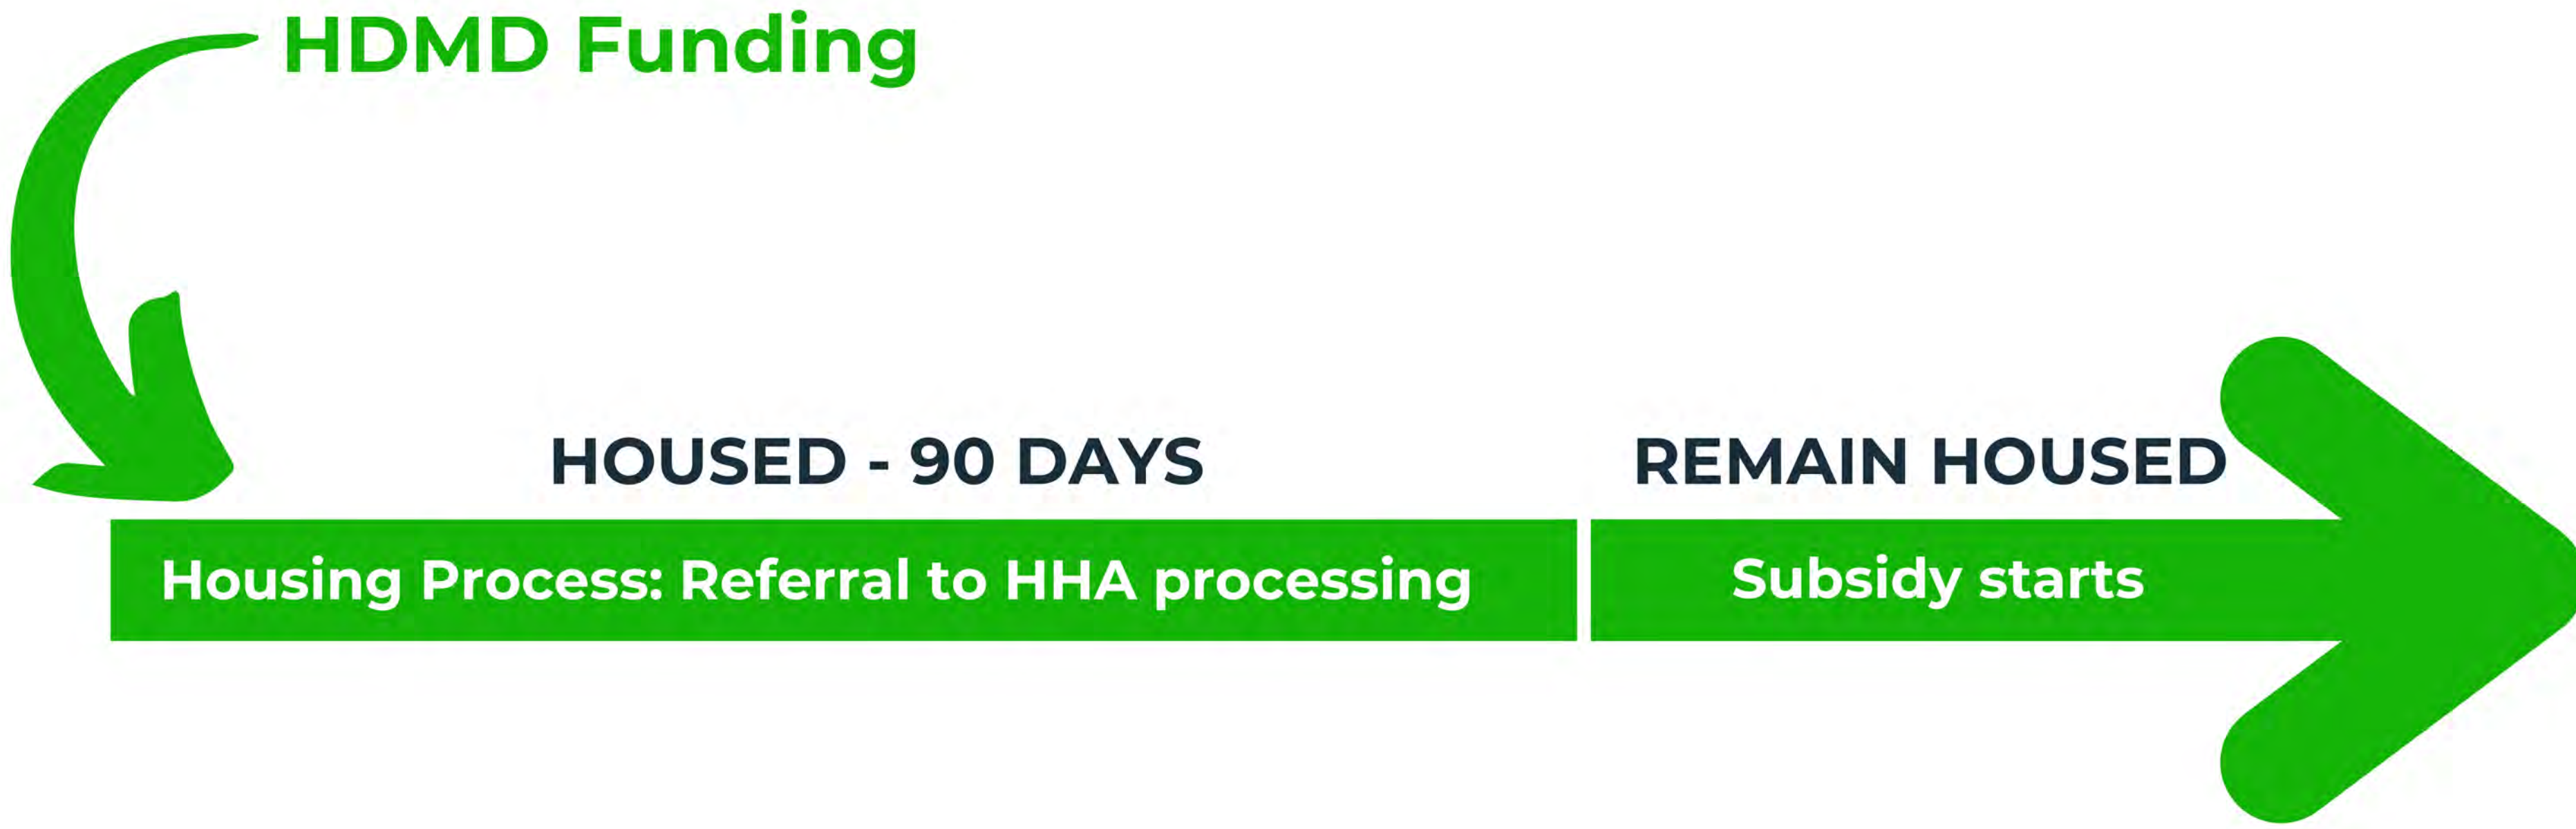 HDMD Funding
HOUSED - 90 DAYS
REMAIN HOUSED
Housing Process: Referral to HHA processing
Subsidy starts